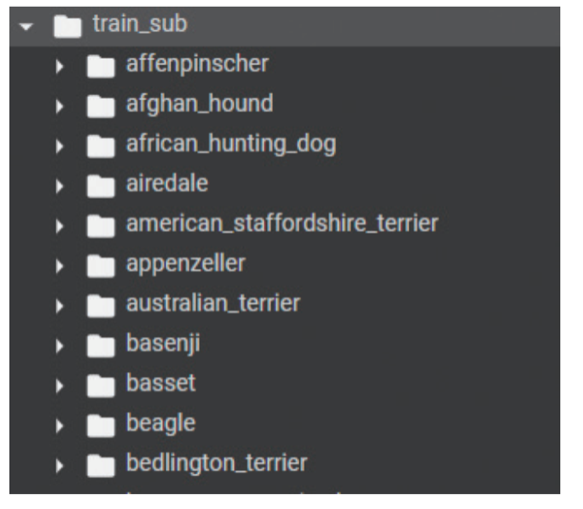 train_sub
affenpinscher
afghan_hound
african_hunting_dog
airedale
american_staffordshire_terrier
appenzeller
australian_terrier
basenji
basset
beagle
bedlington_terrier